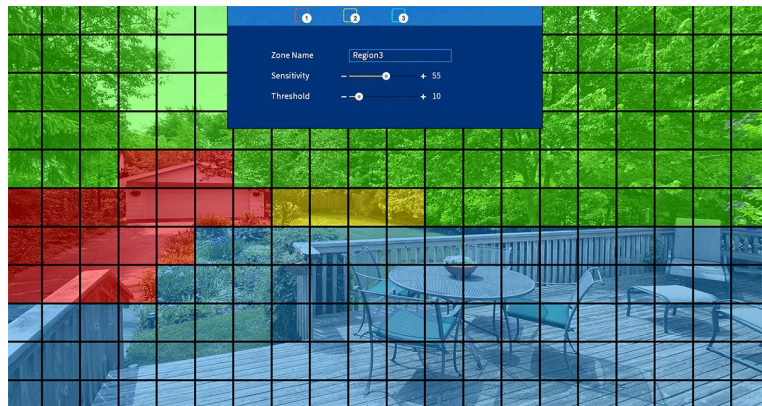 1 2 3
Zone Name Region3
Sensitivity - + 55
Threshold - + 10